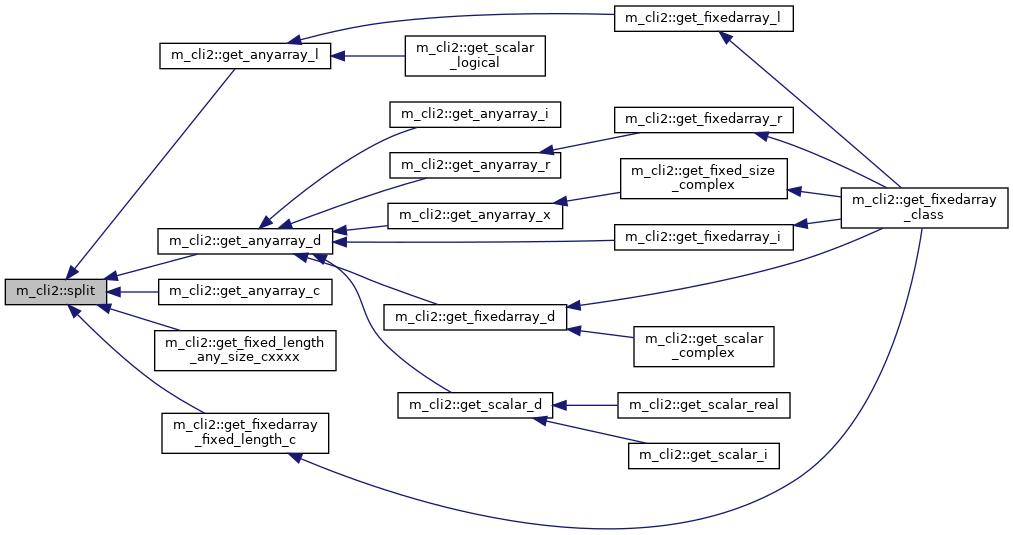 m_cli2::get_fixedarray_l
m_cli2::get_anyarray_l
m_cli2::get_scalar
_logical
m_cli2::get_anyarray_i
m_cli2::get_fixedarray_r
m_cli2::get_anyarray_r
m_cli2::get_fixed_size
_complex
m_cli2::get_fixedarray
_class
m_cli2::get_anyarray_x
m_cli2::get_anyarray_d
m_cli2::get_fixedarray_i
m_cli2::split
m_cli2::get_anyarray_c
m_cli2::get_fixedarray_d
m_cli2::get_fixed_length
_any_size_cxxxx
m_cli2::get_scalar
_complex
m_cli2::get_scalar_d
m_cli2::get_scalar_real
m_cli2::get_fixedarray
_fixed_length_c
m_cli2::get_scalar_i